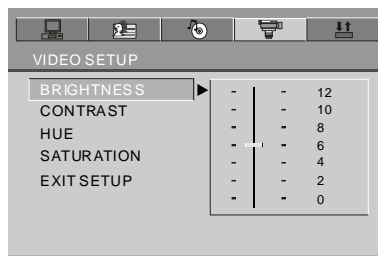 VIDEO SETUP
BRIGHTNESS
CONTRAST
HUE
SATURATION
EXIT SETUP
- - 12
- - 10
- - 8
- - 6
- - 4
- - 2
- - 0